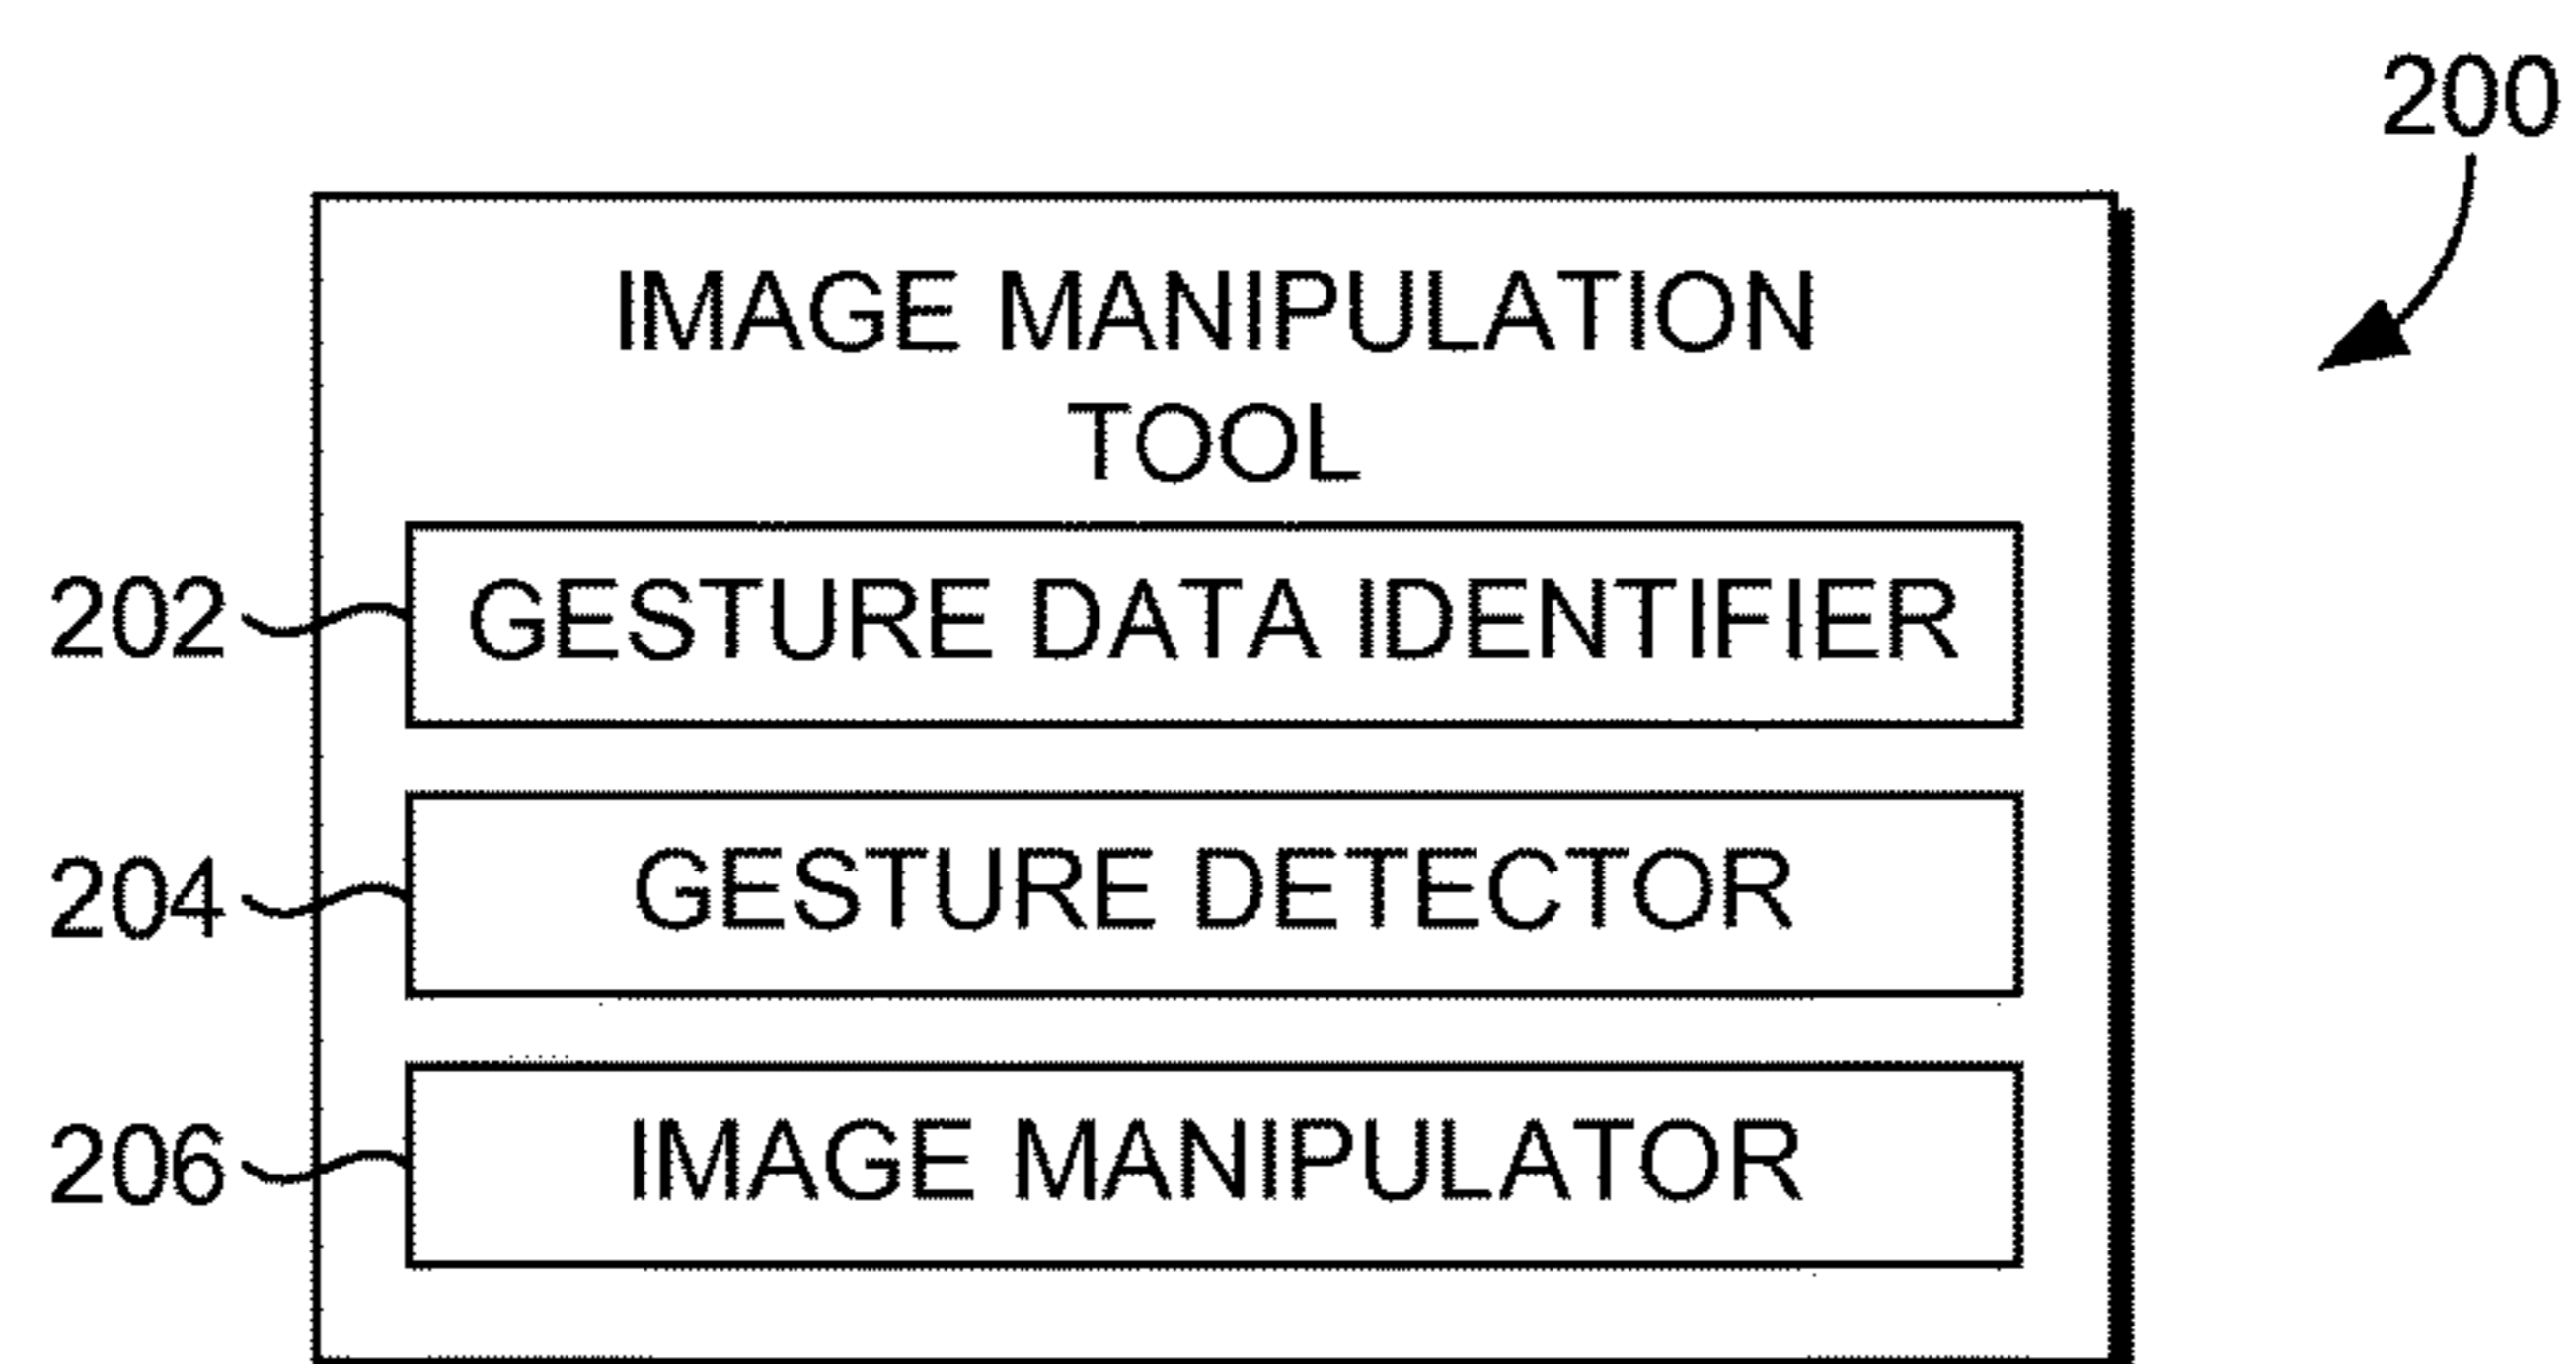 200
IMAGE MANIPULATION
TOOL
202 GESTURE DATA IDENTIFIER
204 GESTURE DETECTOR
206 IMAGE MANIPULATOR